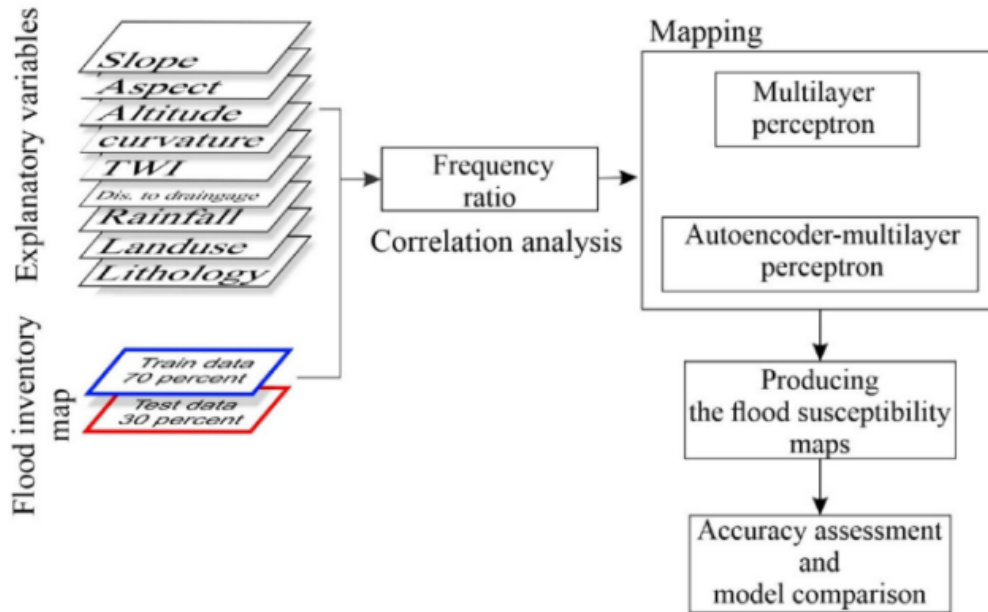 Explanatory variables
Slope
Aspect
Altitude
curvature
TWI
Dis. to draingage
Rainfall
Landuse
Lithology
Flood inventory
map
Train data
70 percent
Test data
30 percent
Frequency
ratio
Correlation analysis
Mapping
Multilayer
perceptron
Autoencoder-multilayer
perceptron
Producing
the flood susceptibility
maps
Accuracy assessment
and
model comparison